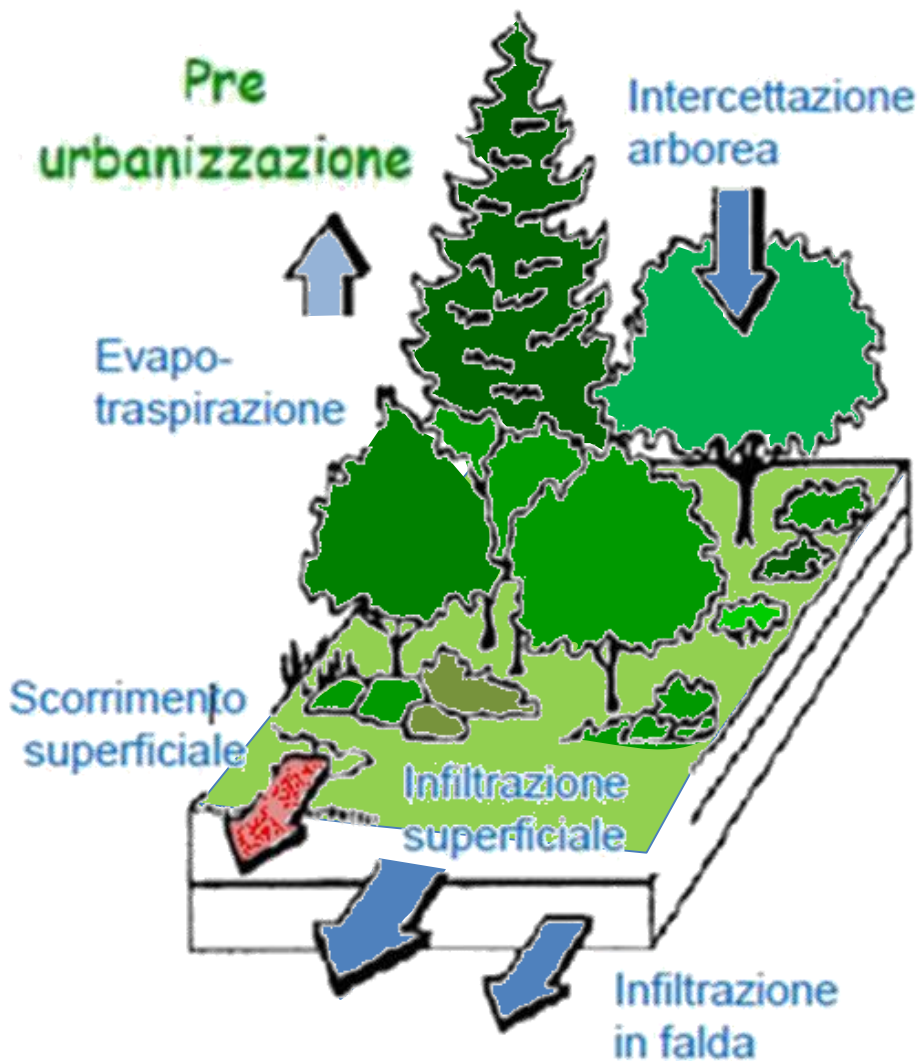 Pre
urbanizzazione
Intercettazione
arborea
Evapo-
traspirazione
Scorrimento
superficiale
Infiltrazione
superficiale
Infiltrazione
in falda